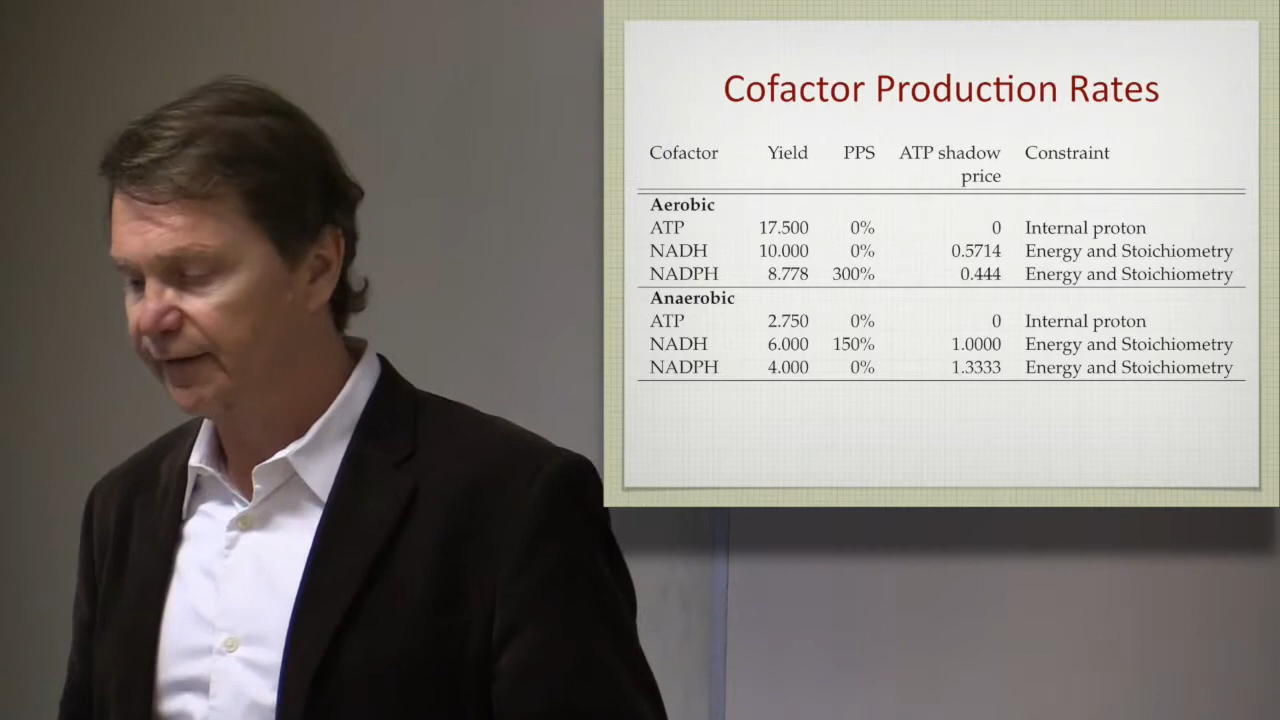 Cofactor Production Rates
Cofactor Yield PPS ATP shadow price Constraint
Aerobic
ATP 17.500 0% 0 Internal proton
NADH 10.000 0% 0.5714 Energy and Stoichiometry
NADPH 8.778 300% 0.444 Energy and Stoichiometry
Anaerobic
ATP 2.750 0% 0 Internal proton
NADH 6.000 150% 1.0000 Energy and Stoichiometry
NADPH 4.000 0% 1.3333 Energy and Stoichiometry